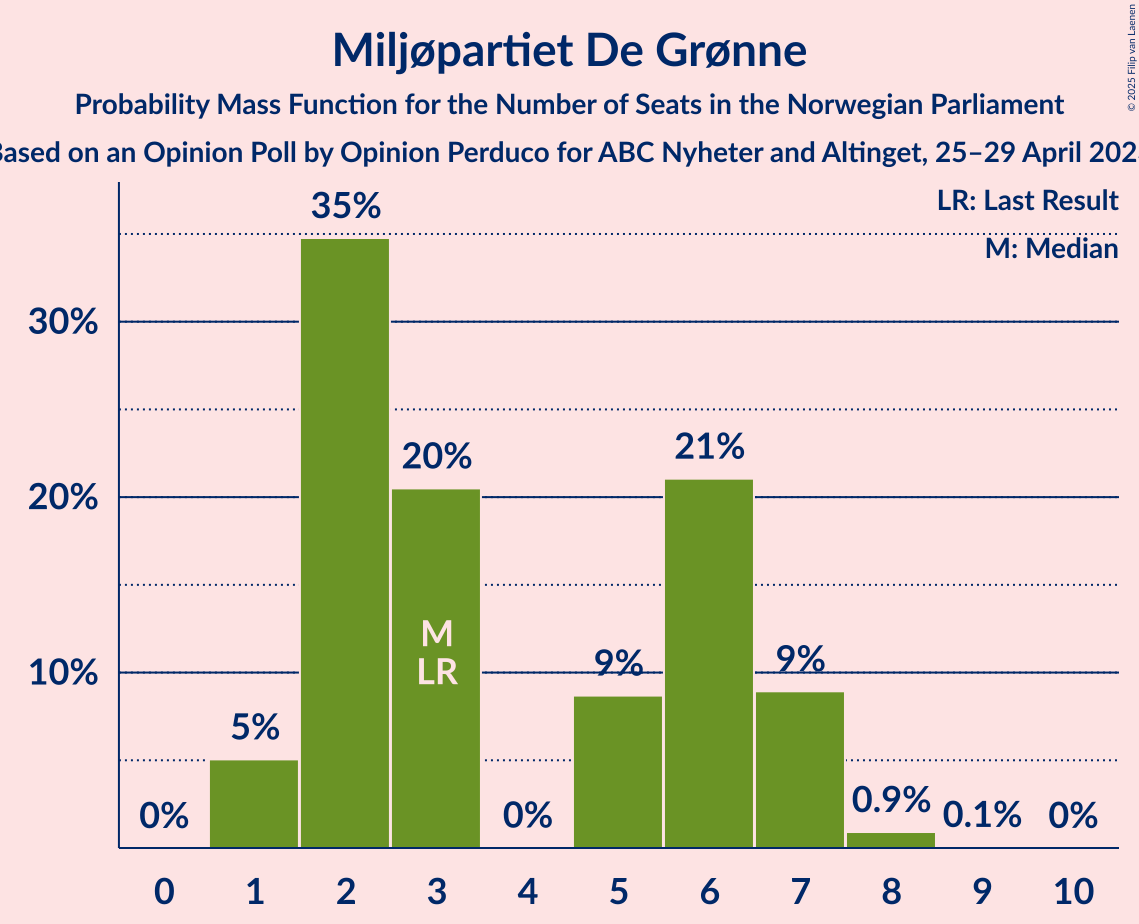 Miljøpartiet De Grønne
Probability Mass Function for the Number of Seats in the Norwegian Parliament
on an Opinion Poll by Opinion Perduco for ABC Nyheter and Altinget, 25–29 April
© 2025 Filip van Laenen
LR: Last Result
M: Median
35%
30%
20%
21%
20%
M
LR
10%
9%
9%
5%
0%
0%
0.9%
0.1%
0%
0 1 2 3 4 5 6 7 8 9 10